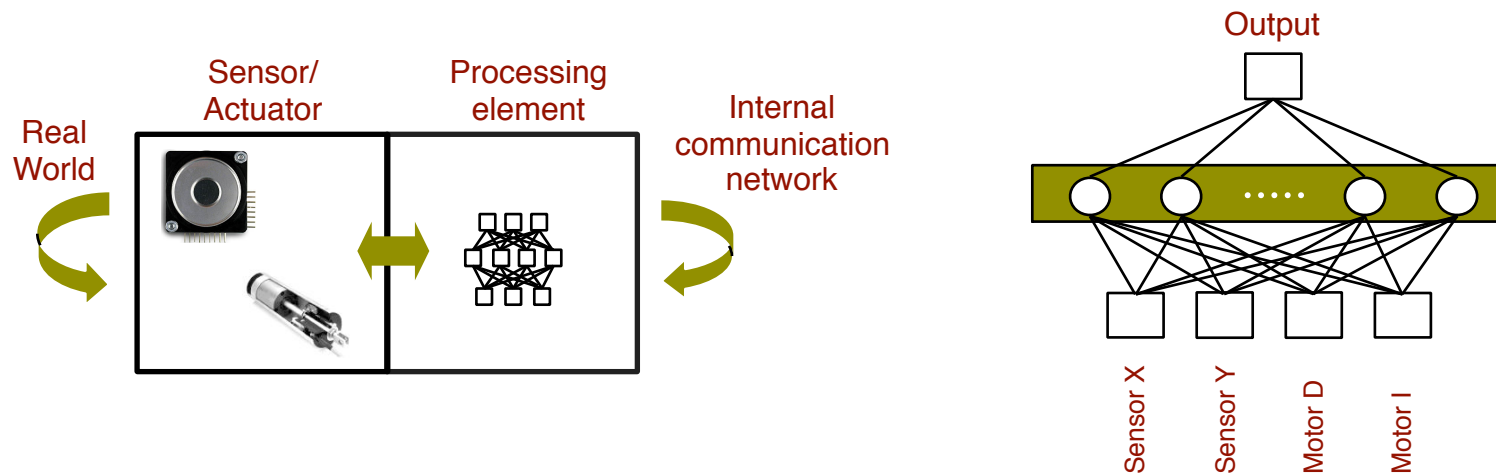 Sensor/
Actuator
Processing
element
Real
World
Internal
communication
network
Output
Sensor X
Sensor Y
Motor D
Motor I